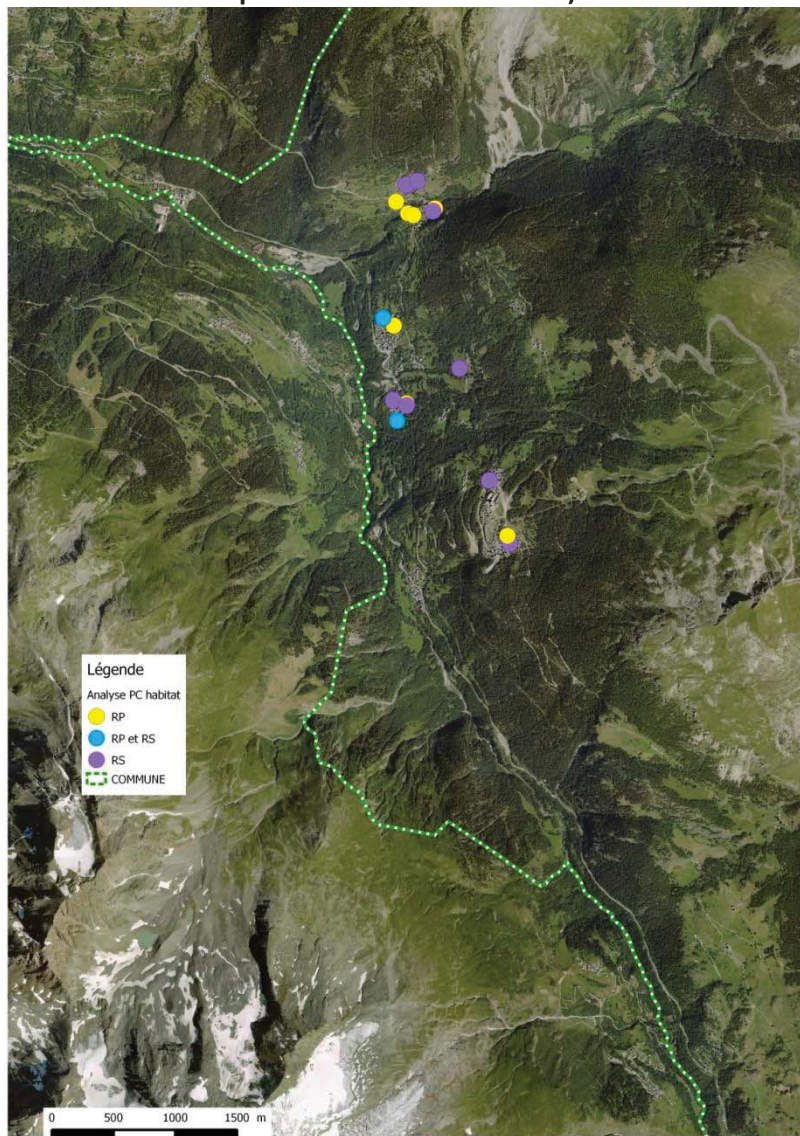 Légende
Analyse PC habitat
RP
RP et RS
RS
COMMUNE
0 500 1000 1500 m